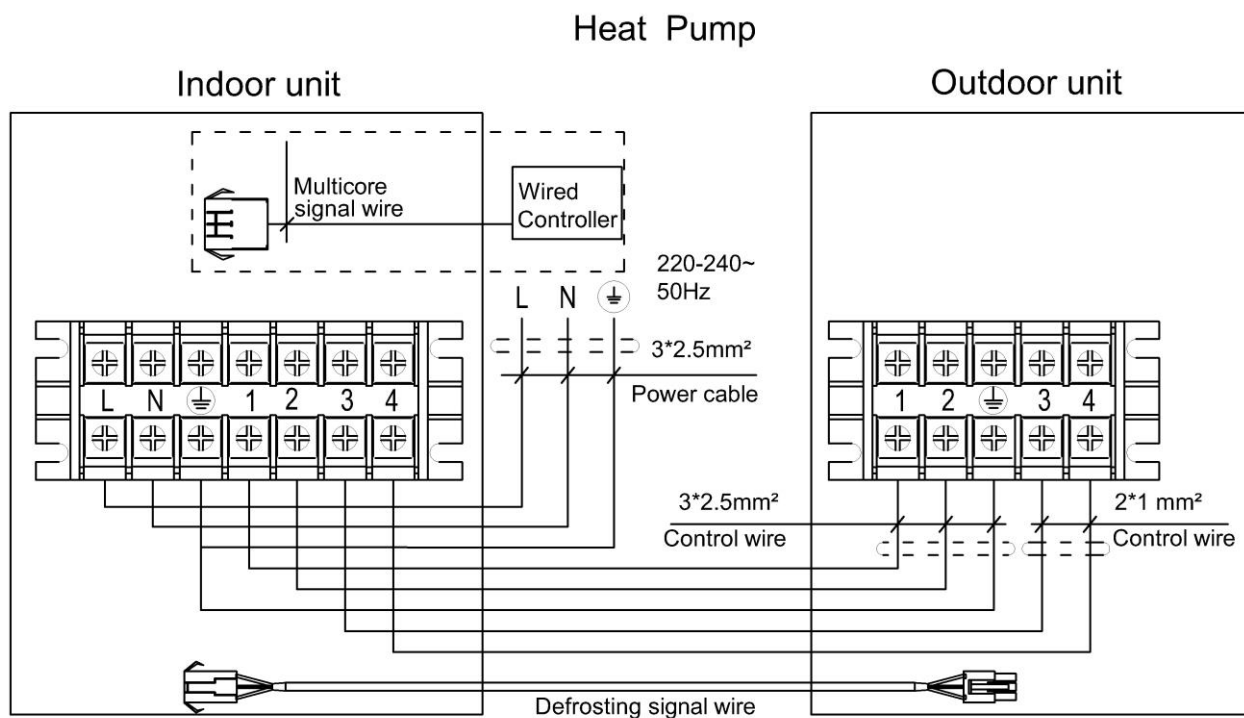 Heat Pump
Indoor unit
Outdoor unit
Multicore
signal wire
Wired
Controller
220-240~
50Hz
L N
3*2.5mm²
Power cable
L N 1 2 3 4
1 2 3 4
3*2.5mm²
Control wire
2*1 mm²
Control wire
Defrosting signal wire